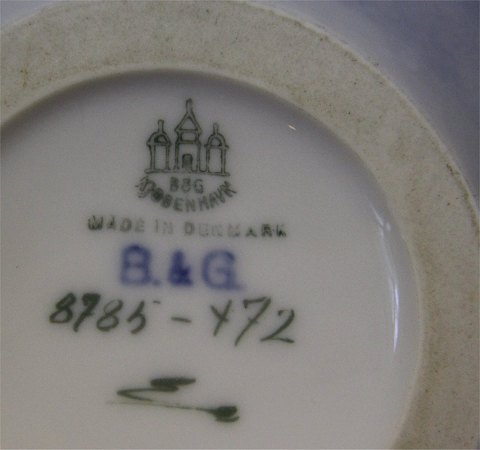 B&G
KJØBENHAVN
MADE IN DENMARK
B.&G.
8785-472